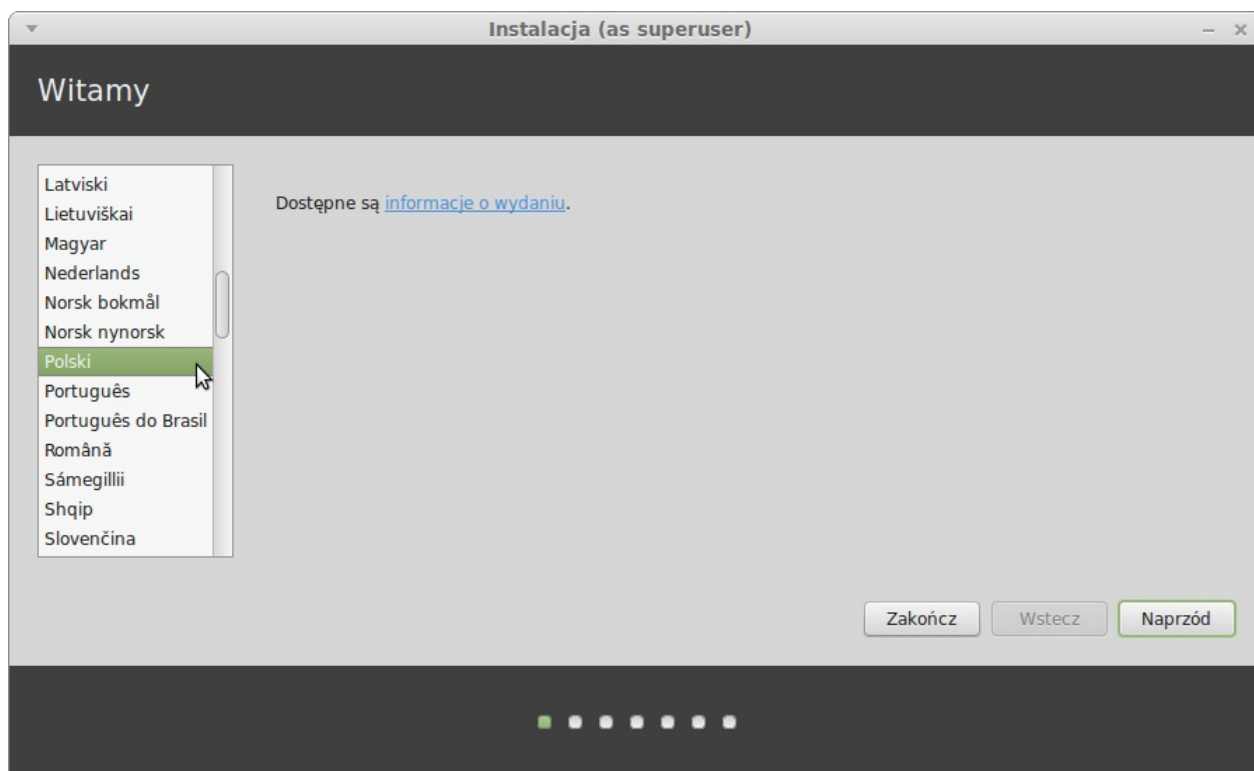 Instalacja (as superuser)
Witamy
Latviski
Lietuviškai
Magyar
Nederlands
Norsk bokmål
Norsk nynorsk
Polski
Português
Português do Brasil
Română
Sámegillii
Shqip
Slovenčina
Dostępne są informacje o wydaniu.
Zakończ Wstecz Naprzód